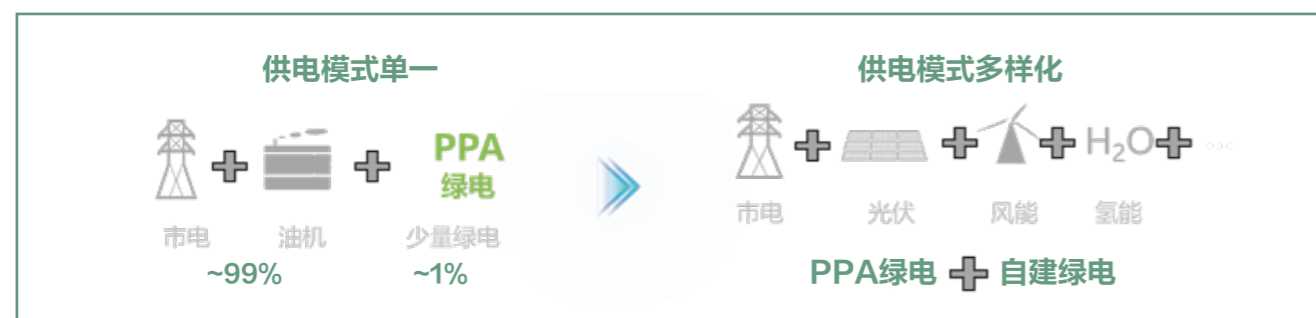 供电模式单一
PPA
绿电
市电
油机
少量绿电
~99%
~1%
供电模式多样化
H₂O
市电
光伏
风能
氢能
PPA绿电
自建绿电